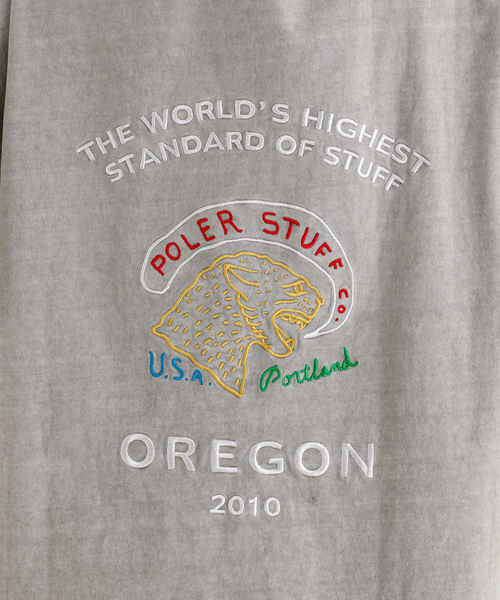 THE WORLD'S HIGHEST
STANDARD OF STUFF
POLER STUFF CO.
U.S.A. Portland
OREGON
2010